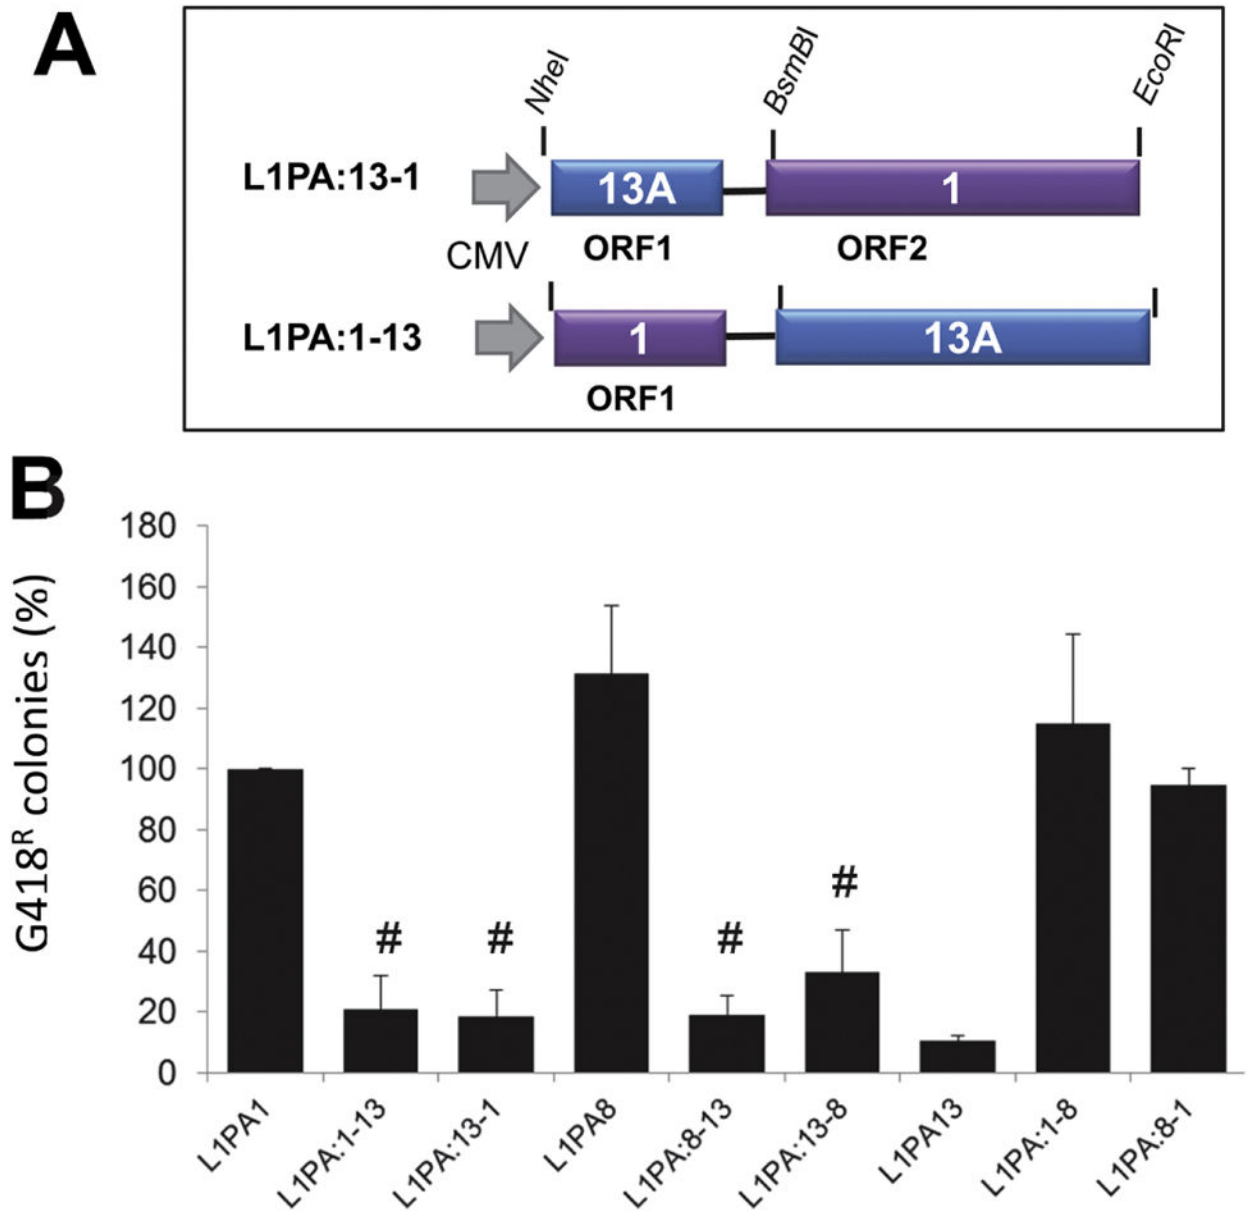 A
NheI
BsmBI
EcoRI
L1PA:13-1
13A
1
CMV
ORF1
ORF2
L1PA:1-13
1
13A
ORF1
B
G418ᴿ colonies (%)
180
160
140
120
100
80
60
40
20
0
#
#
#
#
L1PA1
L1PA:1-13
L1PA:13-1
L1PA8
L1PA:8-13
L1PA:13-8
L1PA13
L1PA:1-8
L1PA:8-1